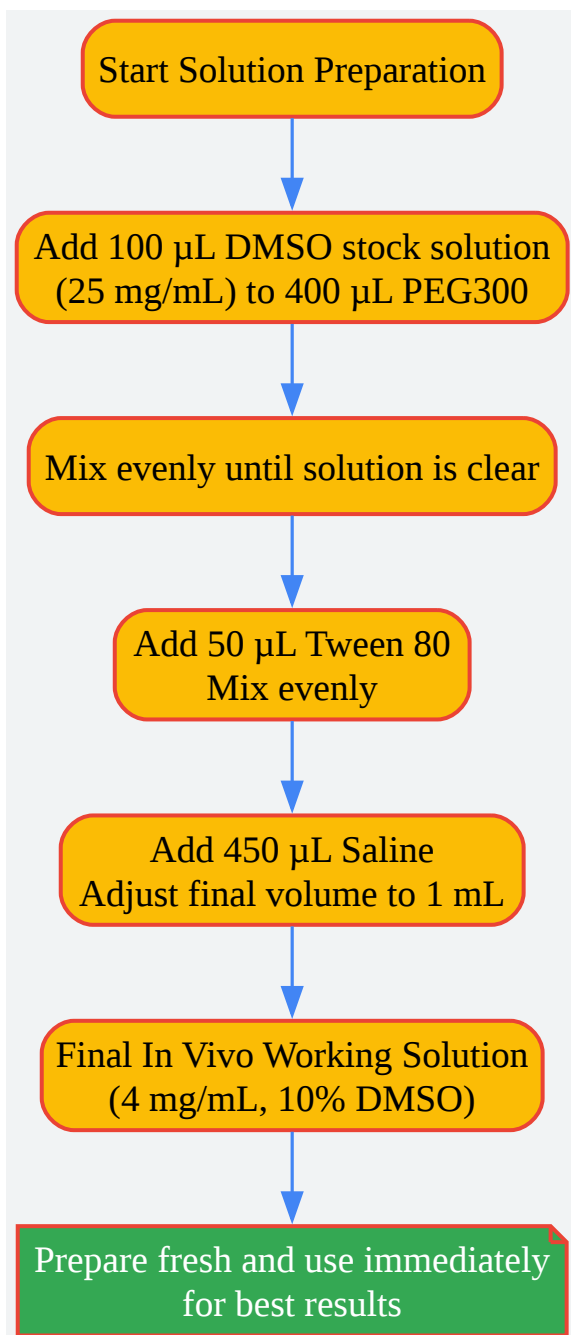 Start Solution Preparation
Add 100 µL DMSO stock solution
(25 mg/mL) to 400 µL PEG300
Mix evenly until solution is clear
Add 50 µL Tween 80
Mix evenly
Add 450 µL Saline
Adjust final volume to 1 mL
Final In Vivo Working Solution
(4 mg/mL, 10% DMSO)
Prepare fresh and use immediately
for best results